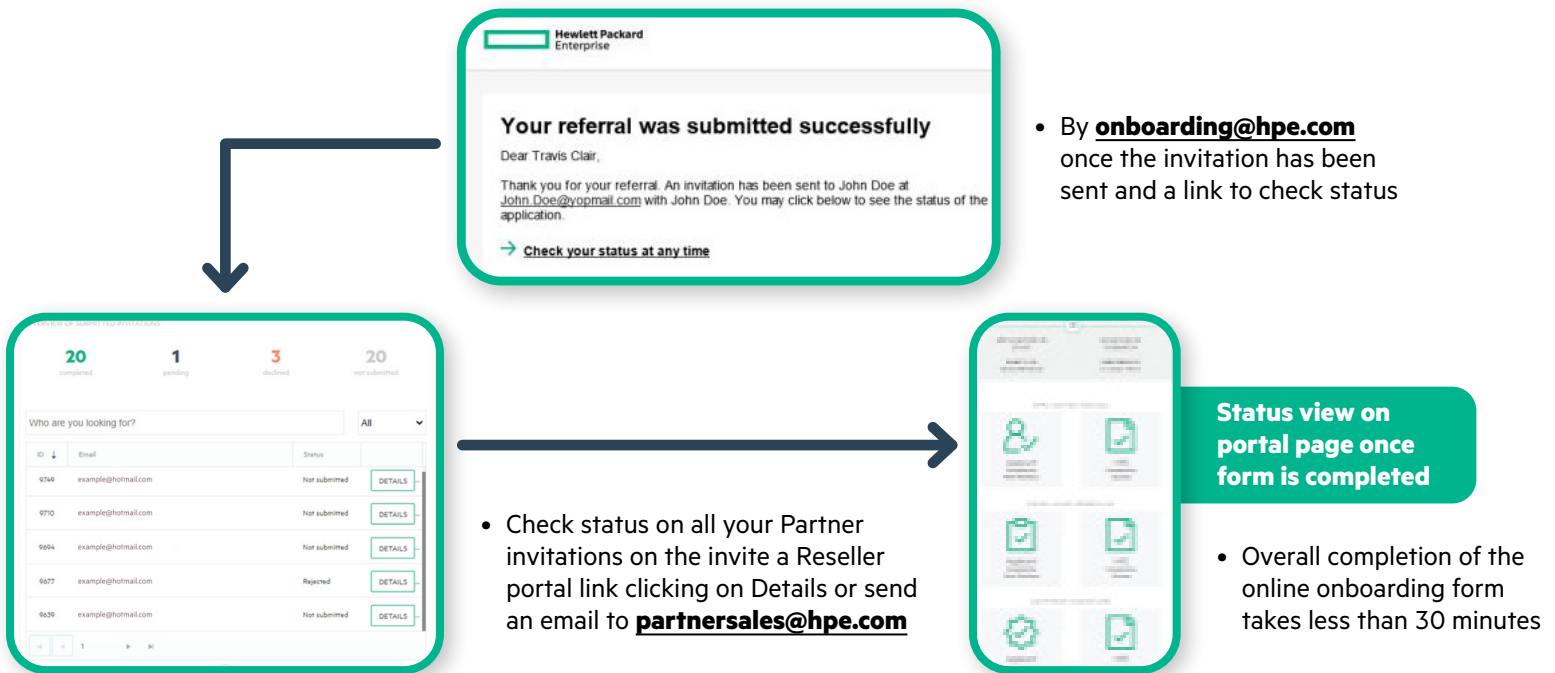 Hewlett Packard
Enterprise
Your referral was submitted successfully
Dear Travis Clair,
Thank you for your referral. An invitation has been sent to John Doe at
John.Doe@yopmail.com with John Doe. You may click below to see the status of the
application.
→ Check your status at any time
• By onboarding@hpe.com
once the invitation has been
sent and a link to check status
OVERVIEW OF SUBMITTED INVITATIONS
20 1 3 20
completed pending declined not submitted
Who are you looking for? All
ID Email Status
9749 example@hotmail.com Not submitted DETAILS
9710 example@hotmail.com Not submitted DETAILS
9694 example@hotmail.com Not submitted DETAILS
9677 example@hotmail.com Rejected DETAILS
9639 example@hotmail.com Not submitted DETAILS
1
• Check status on all your Partner
invitations on the invite a Reseller
portal link clicking on Details or send
an email to partnersales@hpe.com
Status view on
portal page once
form is completed
• Overall completion of the
online onboarding form
takes less than 30 minutes